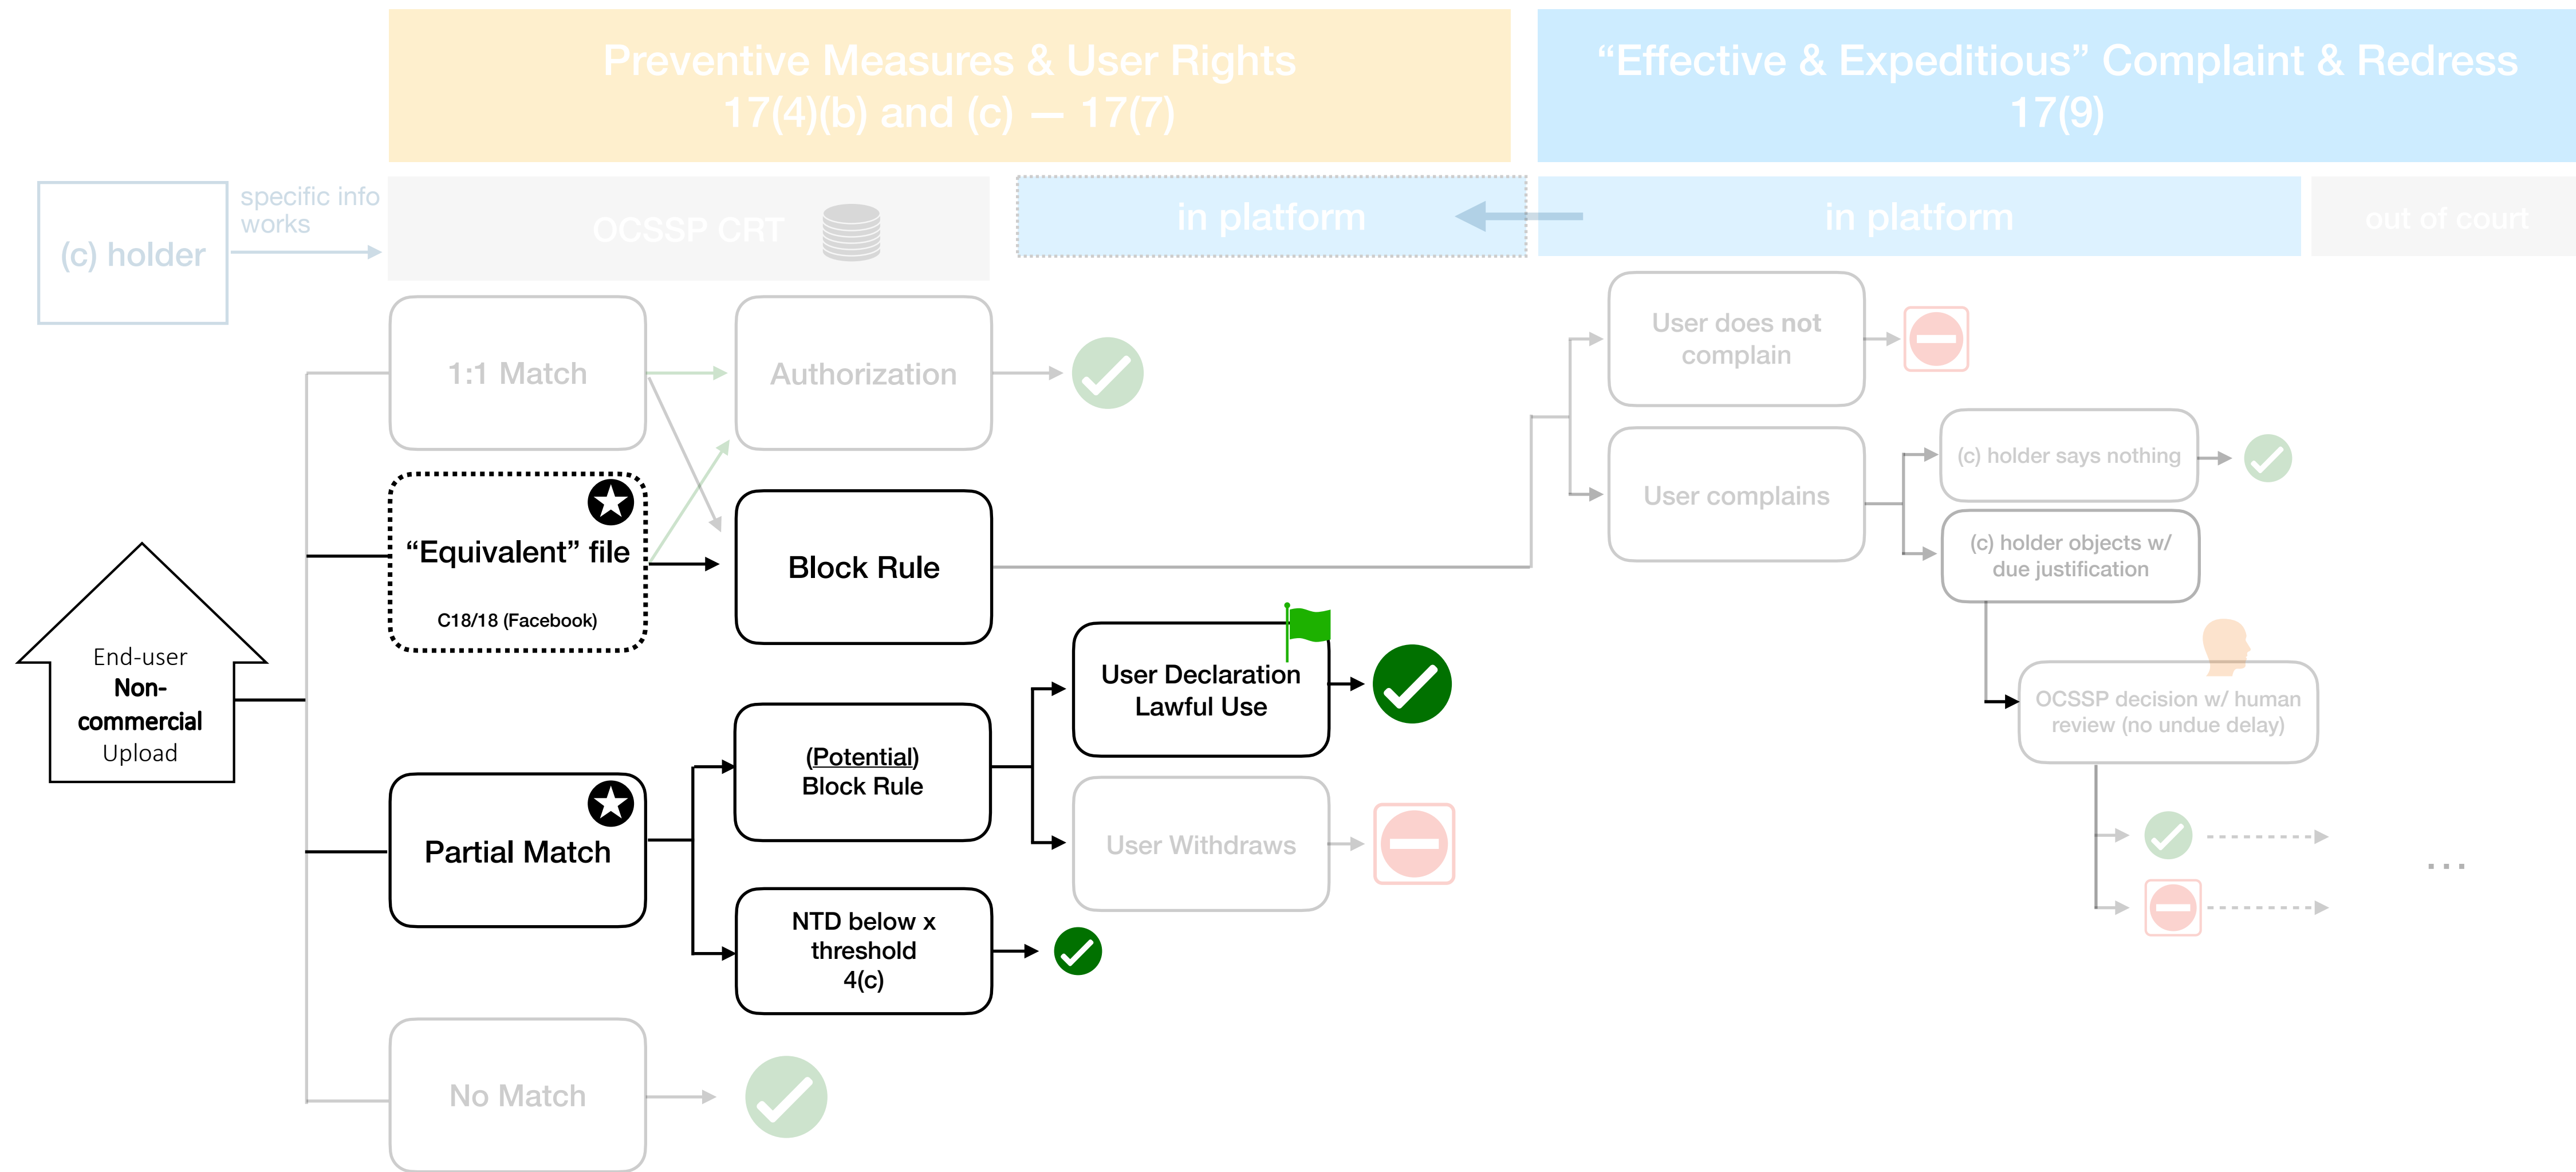 Preventive Measures & User Rights
17(4)(b) and (c) — 17(7)
“Effective & Expeditious” Complaint & Redress
17(9)
(c) holder
specific info
works
OCSSP CRT
in platform
in platform
out of court
1:1 Match
Authorization
“Equivalent” file
C18/18 (Facebook)
Block Rule
End-user
Non-
commercial
Upload
Partial Match
(Potential)
Block Rule
NTD below x
threshold
4(c)
User Declaration
Lawful Use
User Withdraws
No Match
User does not
complain
User complains
(c) holder says nothing
(c) holder objects w/
due justification
OCSSP decision w/ human
review (no undue delay)
...